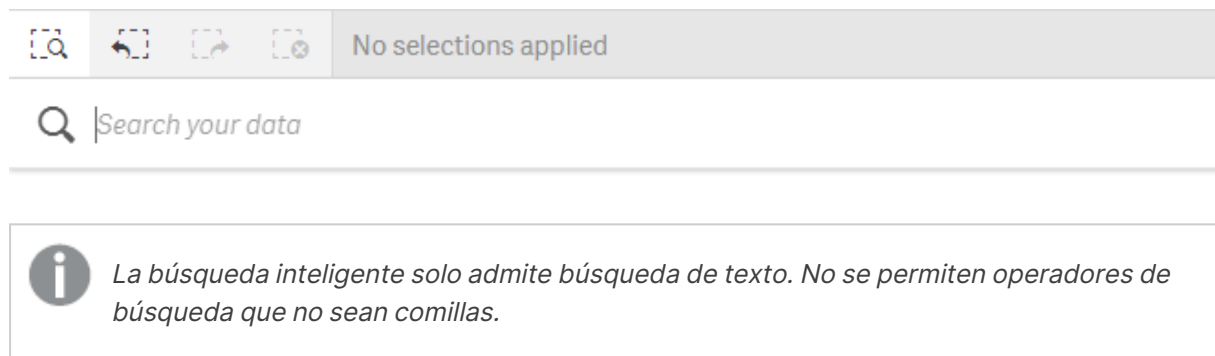 No selections applied
Search your data
La búsqueda inteligente solo admite búsqueda de texto. No se permiten operadores de
búsqueda que no sean comillas.